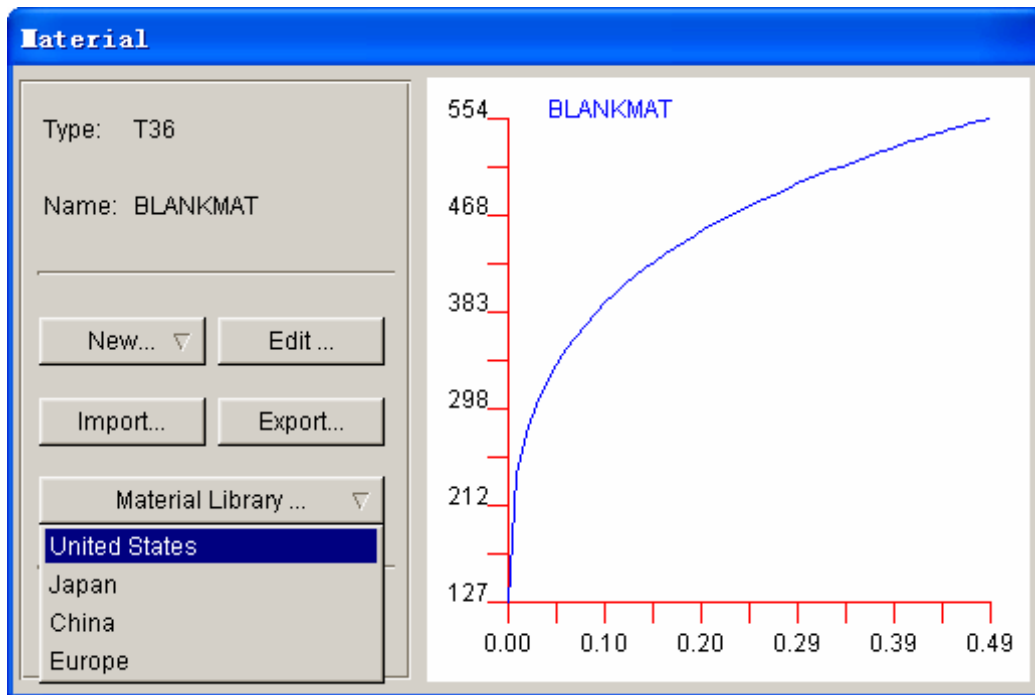 Material
Type: T36
Name: BLANKMAT
New...
Edit ...
Import...
Export...
Material Library ...
United States
Japan
China
Europe
BLANKMAT
554
468
383
298
212
127
0.00 0.10 0.20 0.29 0.39 0.49